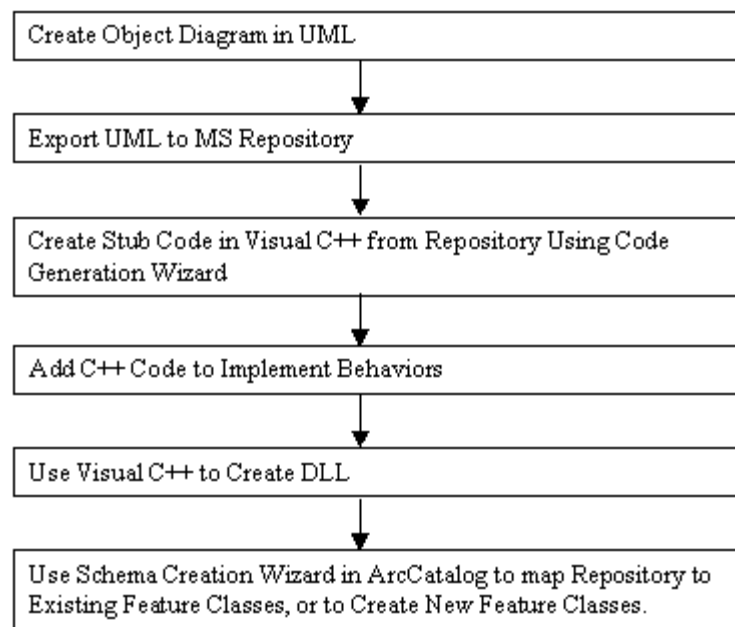 Create Object Diagram in UML
Export UML to MS Repository
Create Stub Code in Visual C++ from Repository Using Code
Generation Wizard
Add C++ Code to Implement Behaviors
Use Visual C++ to Create DLL
Use Schema Creation Wizard in ArcCatalog to map Repository to
Existing Feature Classes, or to Create New Feature Classes.